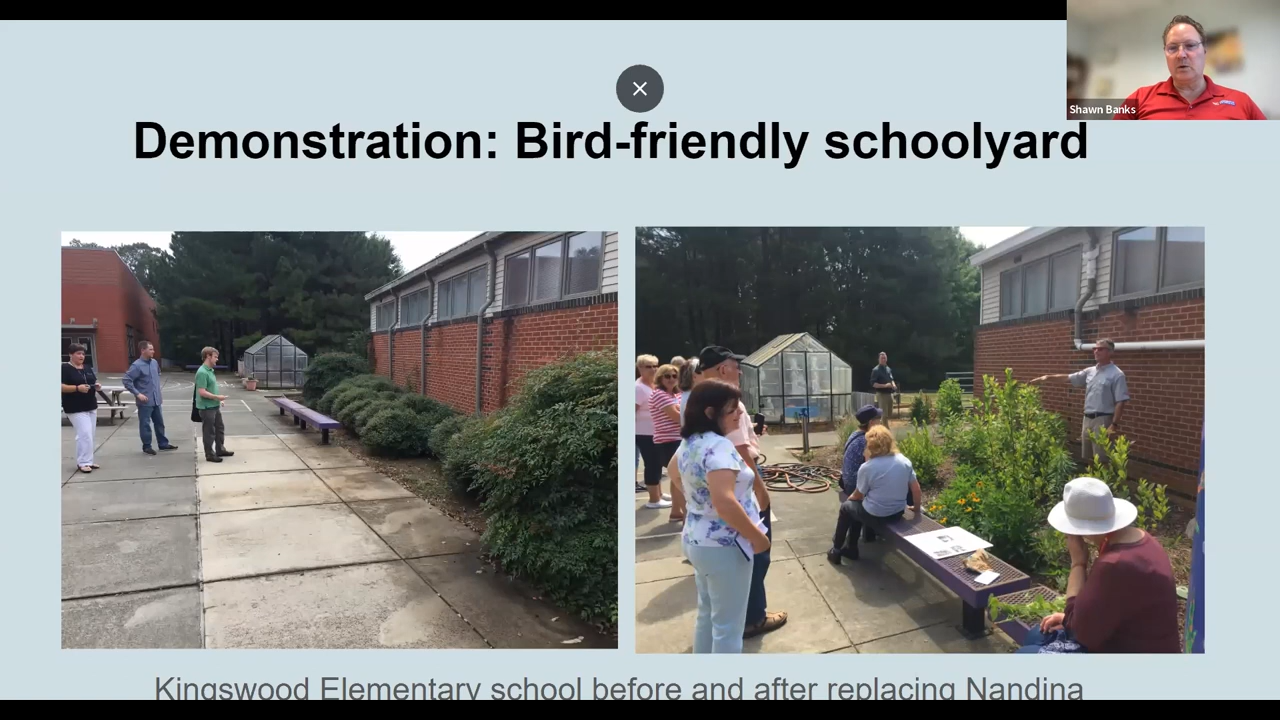 Shawn Banks
Demonstration: Bird-friendly schoolyard
Kingswood Elementary school before and after replacing Nandina